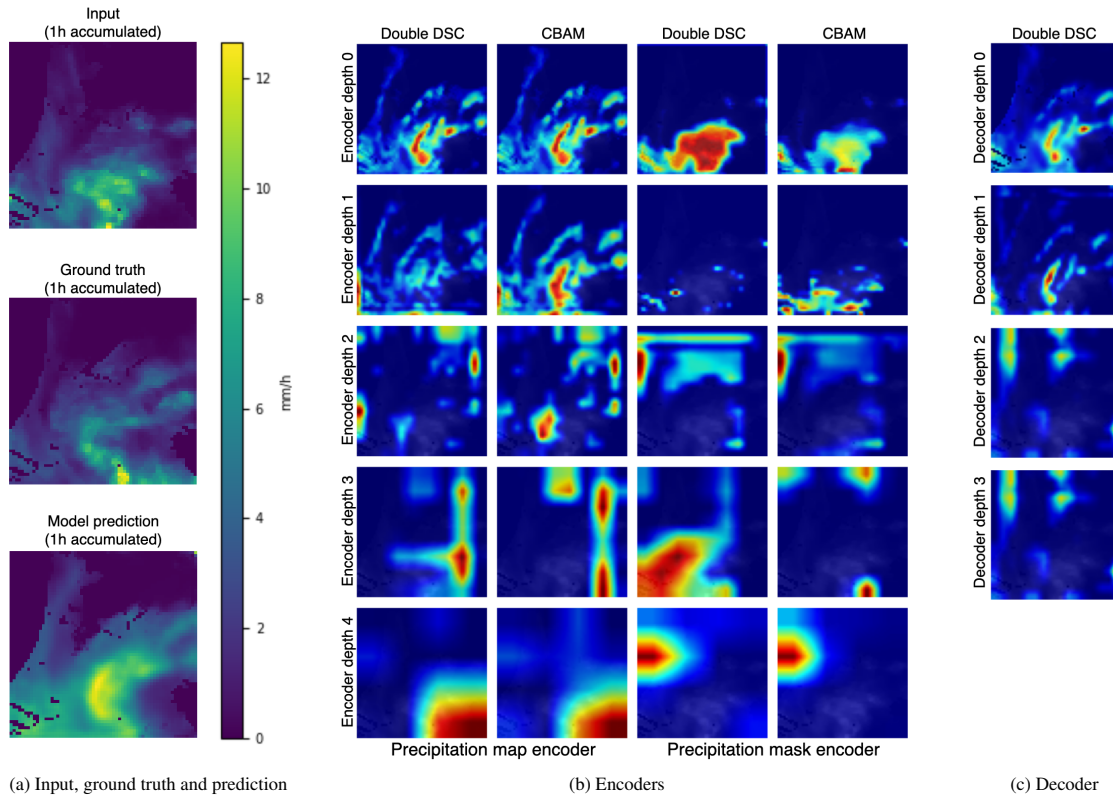 Input
(1h accumulated)
12
10
8
6
4
2
0
mm/h
Ground truth
(1h accumulated)
Model prediction
(1h accumulated)
(a) Input, ground truth and prediction
Double DSC CBAM Double DSC CBAM
Encoder depth 0
Encoder depth 1
Encoder depth 2
Encoder depth 3
Encoder depth 4
Precipitation map encoder Precipitation mask encoder
(b) Encoders
Double DSC
Decoder depth 0
Decoder depth 1
Decoder depth 2
Decoder depth 3
(c) Decoder